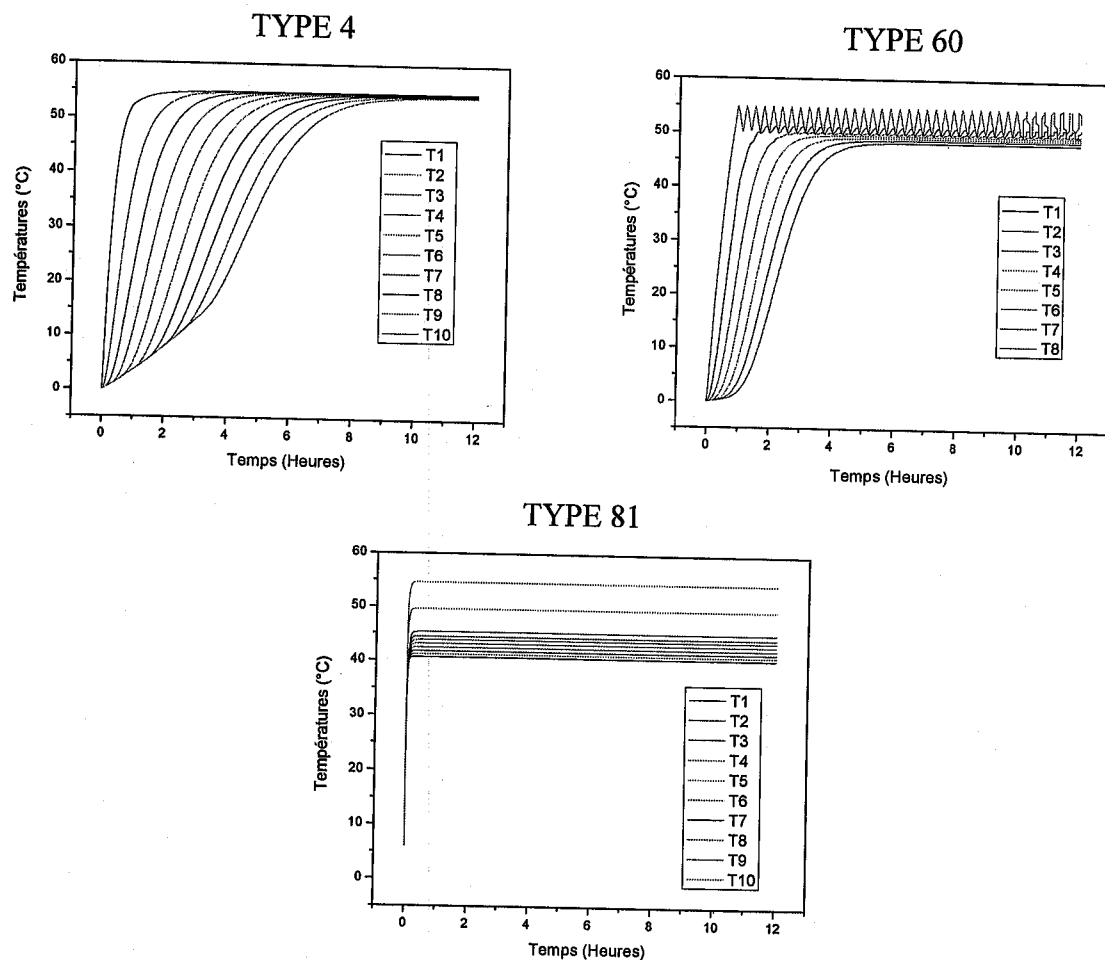 TYPE 4
60
50
40
30
20
10
0
Températures (°C)
T1
T2
T3
T4
T5
T6
T7
T8
T9
T10
0 2 4 6 8 10 12
Temps (Heures)
TYPE 60
60
50
40
30
20
10
0
Températures (°C)
T1
T2
T3
T4
T5
T6
T7
T8
0 2 4 6 8 10 12
Temps (Heures)
TYPE 81
60
50
40
30
20
10
0
Températures (°C)
T1
T2
T3
T4
T5
T6
T7
T8
T9
T10
0 2 4 6 8 10 12
Temps (Heures)